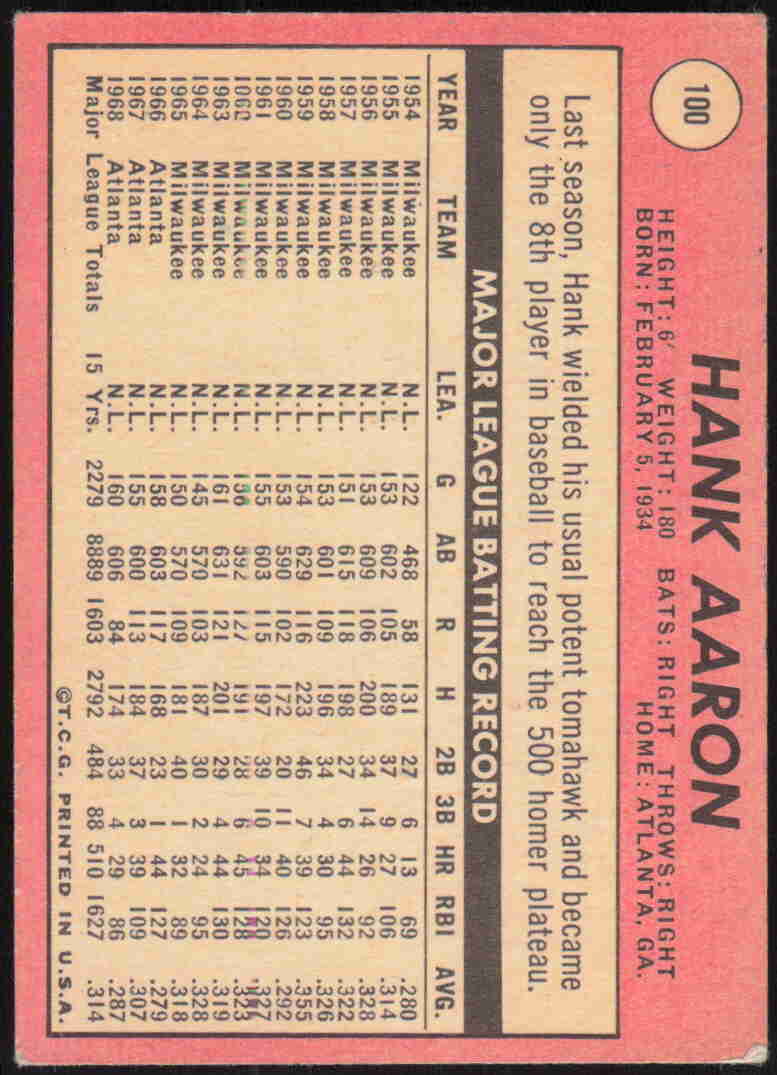 100
HANK AARON
HEIGHT: 6' WEIGHT: 180 BATS: RIGHT THROWS: RIGHT
BORN: FEBRUARY 5, 1934 HOME: ATLANTA, GA.
Last season, Hank wielded his usual potent tomahawk and became
only the 8th player in baseball to reach the 500 homer plateau.
MAJOR LEAGUE BATTING RECORD
YEAR TEAM LEA. G AB R H 2B 3B HR RBI AVG.
1954 Milwaukee N.L. 122 468 58 131 27 6 13 69 .280
1955 Milwaukee N.L. 153 602 105 189 37 9 27 106 .314
1956 Milwaukee N.L. 153 609 106 200 34 14 26 92 .328
1957 Milwaukee N.L. 151 615 118 198 27 6 44 132 .322
1958 Milwaukee N.L. 153 601 109 196 34 4 30 95 .326
1959 Milwaukee N.L. 154 629 116 223 46 7 39 123 .355
1960 Milwaukee N.L. 153 590 102 172 20 11 40 126 .292
1961 Milwaukee N.L. 155 603 115 197 39 10 34 120 .327
1962 Milwaukee N.L. 156 592 127 191 28 6 45 128 .323
1963 Milwaukee N.L. 161 631 121 201 29 4 44 130 .319
1964 Milwaukee N.L. 145 570 103 187 30 2 24 95 .328
1965 Milwaukee N.L. 150 570 109 181 40 1 32 89 .318
1966 Atlanta N.L. 158 603 117 168 23 1 44 127 .279
1967 Atlanta N.L. 155 600 113 184 37 3 39 109 .307
1968 Atlanta N.L. 160 606 84 174 33 4 29 86 .287
Major League Totals 15 Yrs. 2279 8889 1603 2792 484 88 510 1627 .314
©T.C.G. PRINTED IN U.S.A.